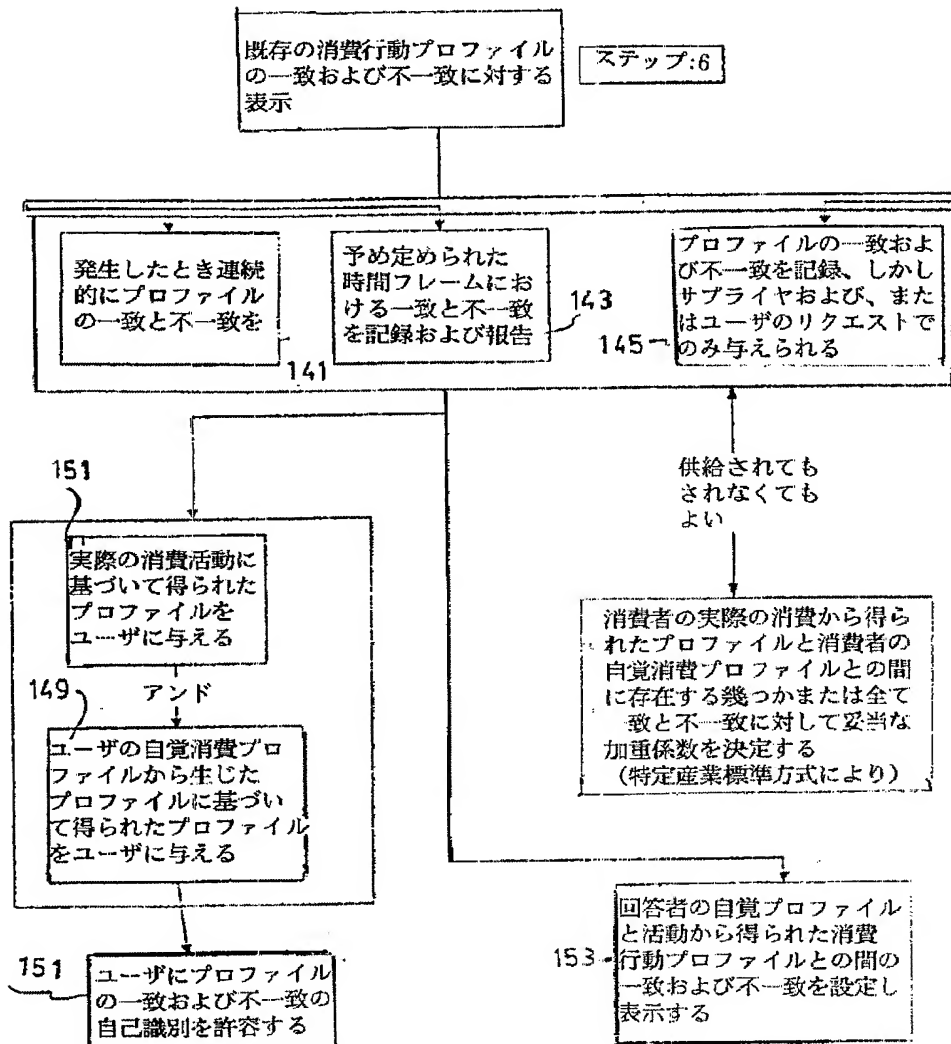 既存の消費行動プロファイル
の一致および不一致に対する
表示
ステップ:6
発生したとき連続
的にプロファイル
の一致と不一致を
141
予め定められた
時間フレームにお
ける一致と不一致
を記録および報告
143
プロファイルの一致およ
び不一致を記録、しかし
サプライヤおよび、また
はユーザのリクエストで
のみ与えられる
145
供給されても
されなくても
よい
151
実際の消費活動に
基づいて得られた
プロファイルを
ユーザに与える
アンド
149
ユーザの自覚消費プロ
ファイルから生じた
プロファイルに基づい
て得られたプロファイル
をユーザに与える
消費者の実際の消費から得ら
れたプロファイルと消費者の
自覚消費プロファイルとの間
に存在する幾つかまたは全て
一致と不一致に対して妥当な
加重係数を決定する
(特定産業標準方式により)
151
ユーザにプロファイル
の一致および不一致の
自己識別を許容する
153
回答者の自覚プロファイル
と活動から得られた消費
行動プロファイルとの間の
一致および不一致を設定し
表示する